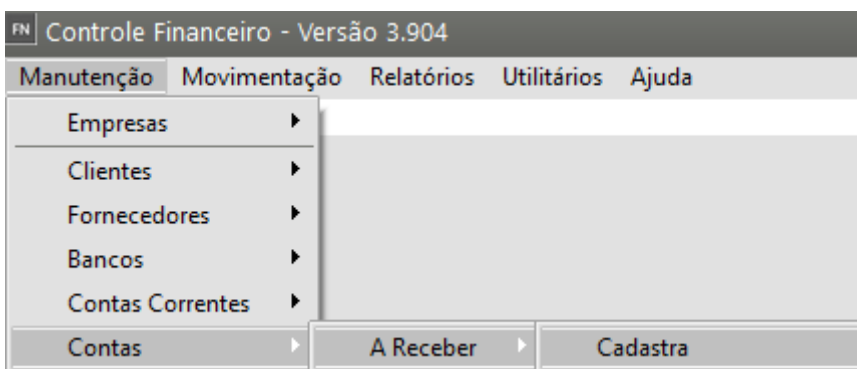 FN Controle Financeiro - Versão 3.904
Manutenção Movimentação Relatórios Utilitários Ajuda
Empresas
Clientes
Fornecedores
Bancos
Contas Correntes
Contas A Receber Cadastra